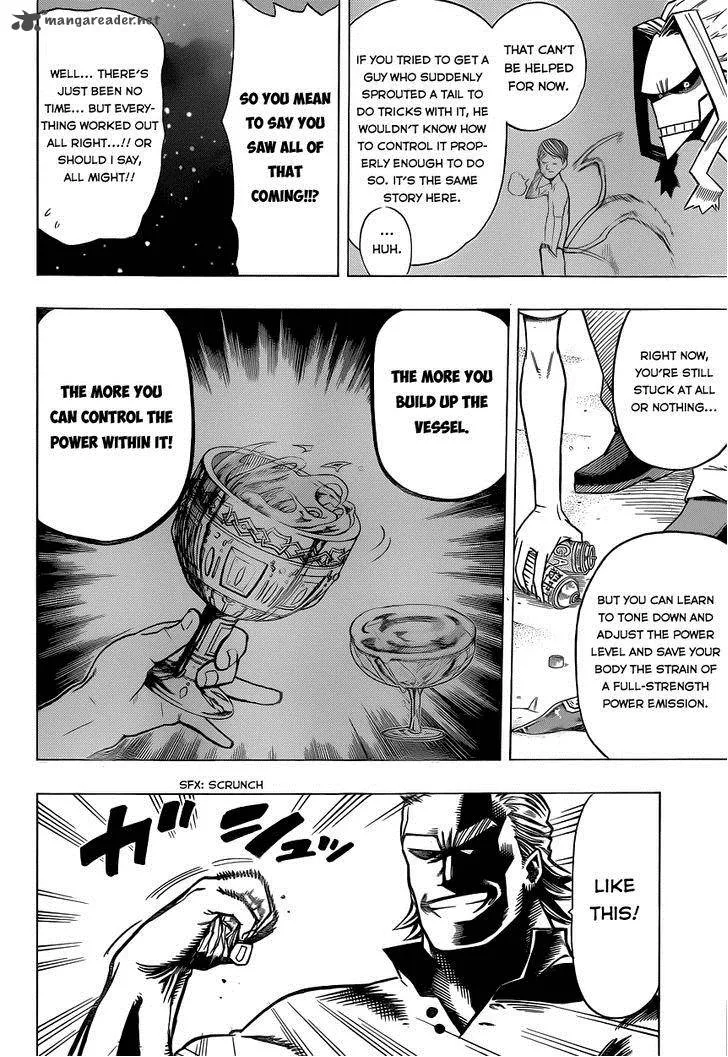 mangareader.net
THAT CAN'T
BE HELPED
FOR NOW.
IF YOU TRIED TO GET A
GUY WHO SUDDENLY
SPROUTED A TAIL TO
DO TRICKS WITH IT, HE
WOULDN'T KNOW HOW
TO CONTROL IT PROP-
ERLY ENOUGH TO DO
SO. IT'S THE SAME
STORY HERE.
...
HUH.
SO YOU MEAN
TO SAY YOU
SAW ALL OF
THAT
COMING!!?
WELL... THERE'S
JUST BEEN NO
TIME... BUT EVERY-
THING WORKED OUT
ALL RIGHT...!! OR
SHOULD I SAY,
ALL MIGHT!!
RIGHT NOW,
YOU'RE STILL
STUCK AT ALL
OR NOTHING...
BUT YOU CAN LEARN
TO TONE DOWN AND
ADJUST THE POWER
LEVEL AND SAVE YOUR
BODY THE STRAIN OF
A FULL-STRENGTH
POWER EMISSION.
THE MORE YOU
BUILD UP THE
VESSEL.
THE MORE YOU
CAN CONTROL THE
POWER WITHIN IT!
SFX: SCRUNCH
ガシュッ
LIKE
THIS!